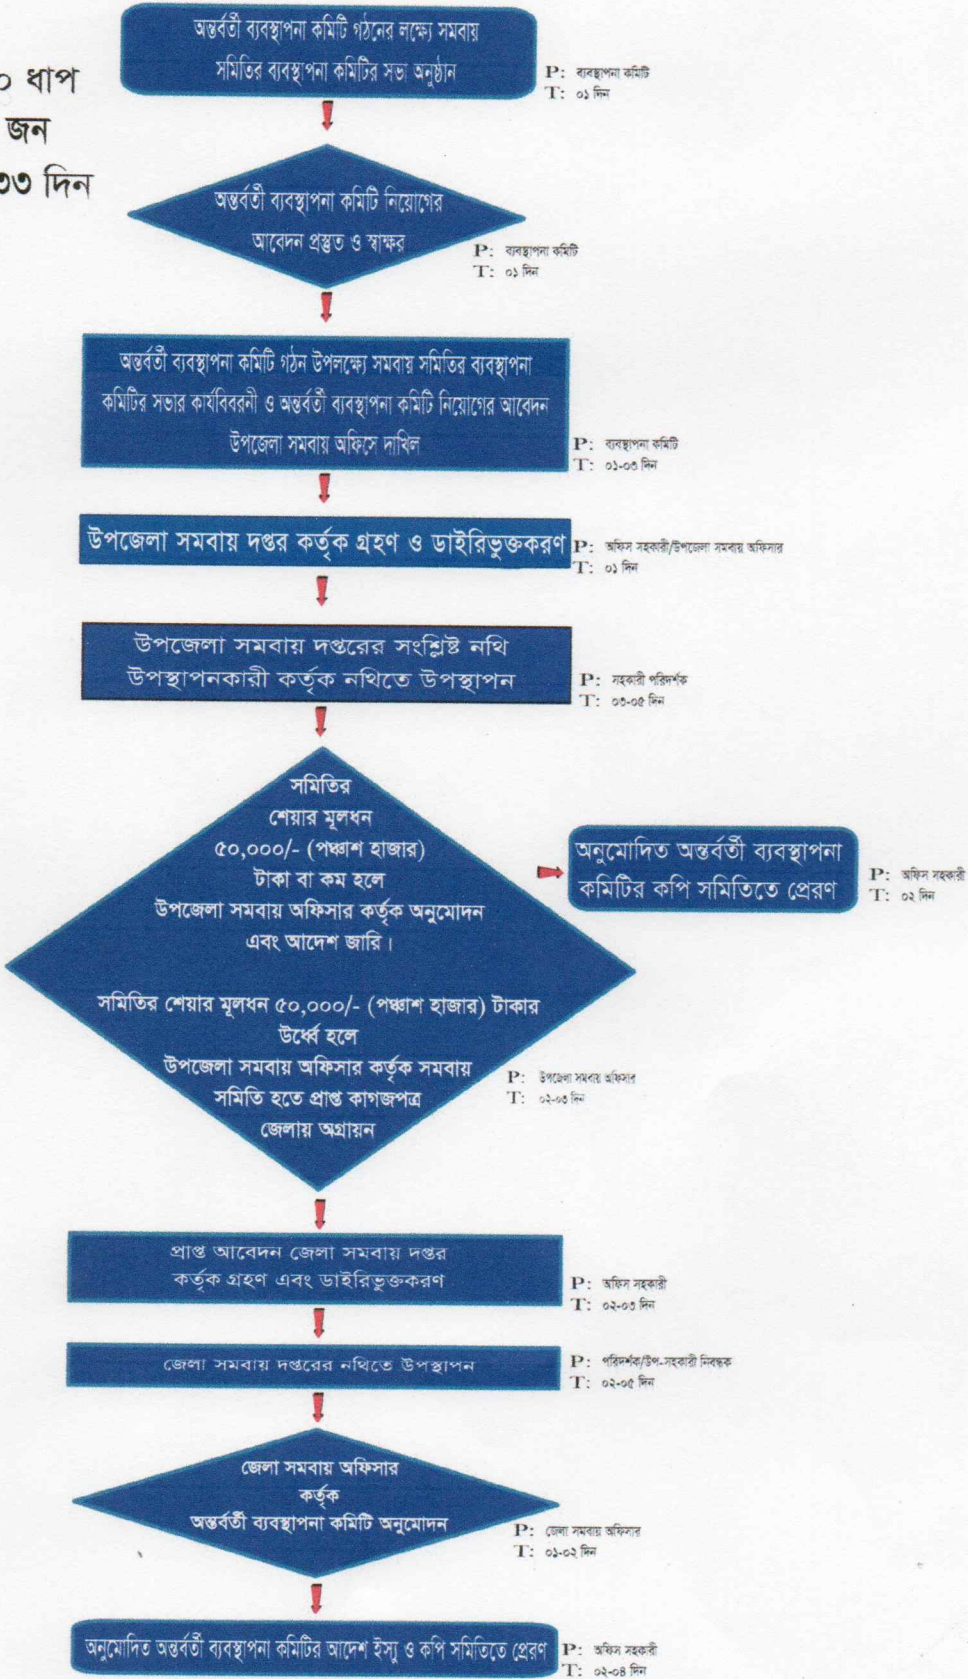 অন্তর্বর্তী ব্যবস্থাপনা কমিটি গঠনের লক্ষ্যে সমবায়
সমিতির ব্যবস্থাপনা কমিটির সভা অনুষ্ঠান
P: ব্যবস্থাপনা কমিটি
T: ০১ দিন
০ ধাপ
জন
৩৩ দিন
অন্তর্বর্তী ব্যবস্থাপনা কমিটি নিয়োগের
আবেদন প্রস্তুত ও স্বাক্ষর
P: ব্যবস্থাপনা কমিটি
T: ০১ দিন
অন্তর্বর্তী ব্যবস্থাপনা কমিটি গঠন উপলক্ষ্যে সমবায় সমিতির ব্যবস্থাপনা
কমিটির সভার কার্যবিবরনী ও অন্তর্বর্তী ব্যবস্থাপনা কমিটি নিয়োগের আবেদন
উপজেলা সমবায় অফিসে দাখিল
P: ব্যবস্থাপনা কমিটি
T: ০১-০৩ দিন
উপজেলা সমবায় দপ্তর কর্তৃক গ্রহণ ও ডাইরিভুক্তকরণ
P: অফিস সহকারী/উপজেলা সমবায় অফিসার
T: ০১ দিন
উপজেলা সমবায় দপ্তরের সংশ্লিষ্ট নথি
উপস্থাপনকারী কর্তৃক নথিতে উপস্থাপন
P: সহকারী পরিদর্শক
T: ০৩-০৫ দিন
সমিতির
শেয়ার মূলধন
৫০,০০০/- (পঞ্চাশ হাজার)
টাকা বা কম হলে
উপজেলা সমবায় অফিসার কর্তৃক অনুমোদন
এবং আদেশ জারি।
অনুমোদিত অন্তর্বর্তী ব্যবস্থাপনা
কমিটির কপি সমিতিতে প্রেরণ
P: অফিস সহকারী
T: ০২ দিন
সমিতির শেয়ার মূলধন ৫০,০০০/- (পঞ্চাশ হাজার) টাকার
উর্ধ্বে হলে
উপজেলা সমবায় অফিসার কর্তৃক সমবায়
সমিতি হতে প্রাপ্ত কাগজপত্র
জেলায় অগ্রায়ন
P: উপজেলা সমবায় অফিসার
T: ০২-০৩ দিন
প্রাপ্ত আবেদন জেলা সমবায় দপ্তর
কর্তৃক গ্রহণ এবং ডাইরিভুক্তকরণ
P: অফিস সহকারী
T: ০২-০৩ দিন
জেলা সমবায় দপ্তরের নথিতে উপস্থাপন
P: পরিদর্শক/উপ-সহকারী নিবন্ধক
T: ০২-০৫ দিন
জেলা সমবায় অফিসার
কর্তৃক
অন্তর্বর্তী ব্যবস্থাপনা কমিটি অনুমোদন
P: জেলা সমবায় অফিসার
T: ০১-০২ দিন
অনুমোদিত অন্তর্বর্তী ব্যবস্থাপনা কমিটির আদেশ ইস্যু ও কপি সমিতিতে প্রেরণ
P: অফিস সহকারী
T: ০২-০৪ দিন